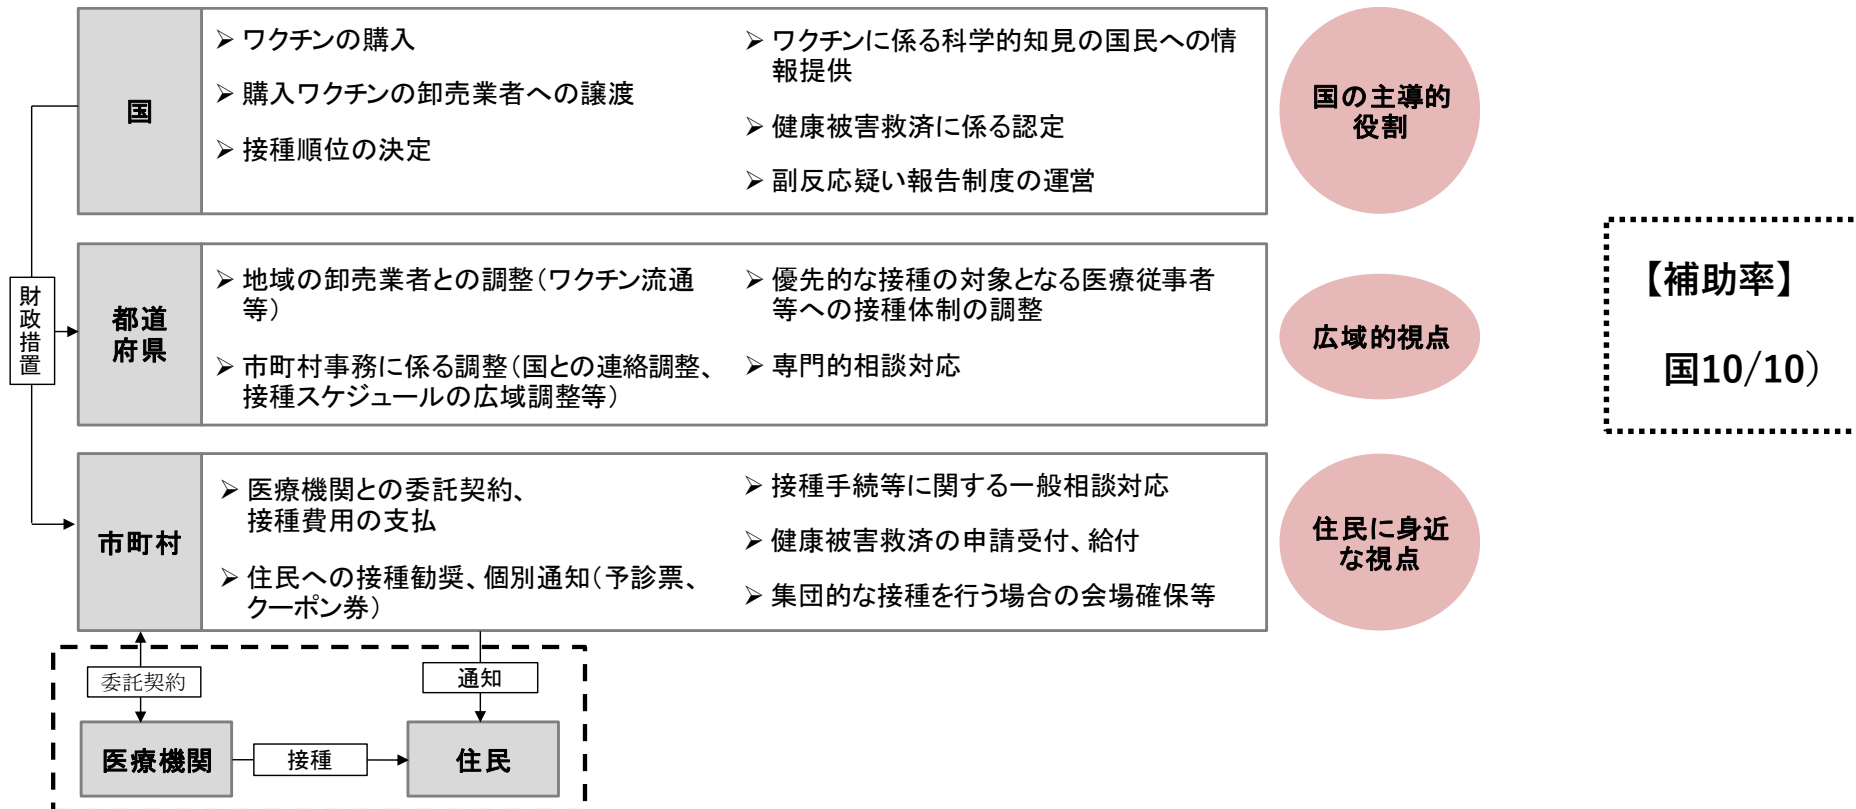 国
➢ ワクチンの購入
➢ 購入ワクチンの卸売業者への譲渡
➢ 接種順位の決定
➢ ワクチンに係る科学的知見の国民への情
報提供
➢ 健康被害救済に係る認定
➢ 副反応疑い報告制度の運営
国の主導的
役割
財政措置
都道
府県
➢ 地域の卸売業者との調整（ワクチン流通
等）
➢ 市町村事務に係る調整（国との連絡調整、
接種スケジュールの広域調整等）
➢ 優先的な接種の対象となる医療従事者
等への接種体制の調整
➢ 専門的相談対応
広域的視点
【補助率】
国10/10）
市町村
➢ 医療機関との委託契約、
接種費用の支払
➢ 住民への接種勧奨、個別通知（予診票、
クーポン券）
➢ 接種手続等に関する一般相談対応
➢ 健康被害救済の申請受付、給付
➢ 集団的な接種を行う場合の会場確保等
住民に身近
な視点
委託契約
通知
医療機関
接種
住民